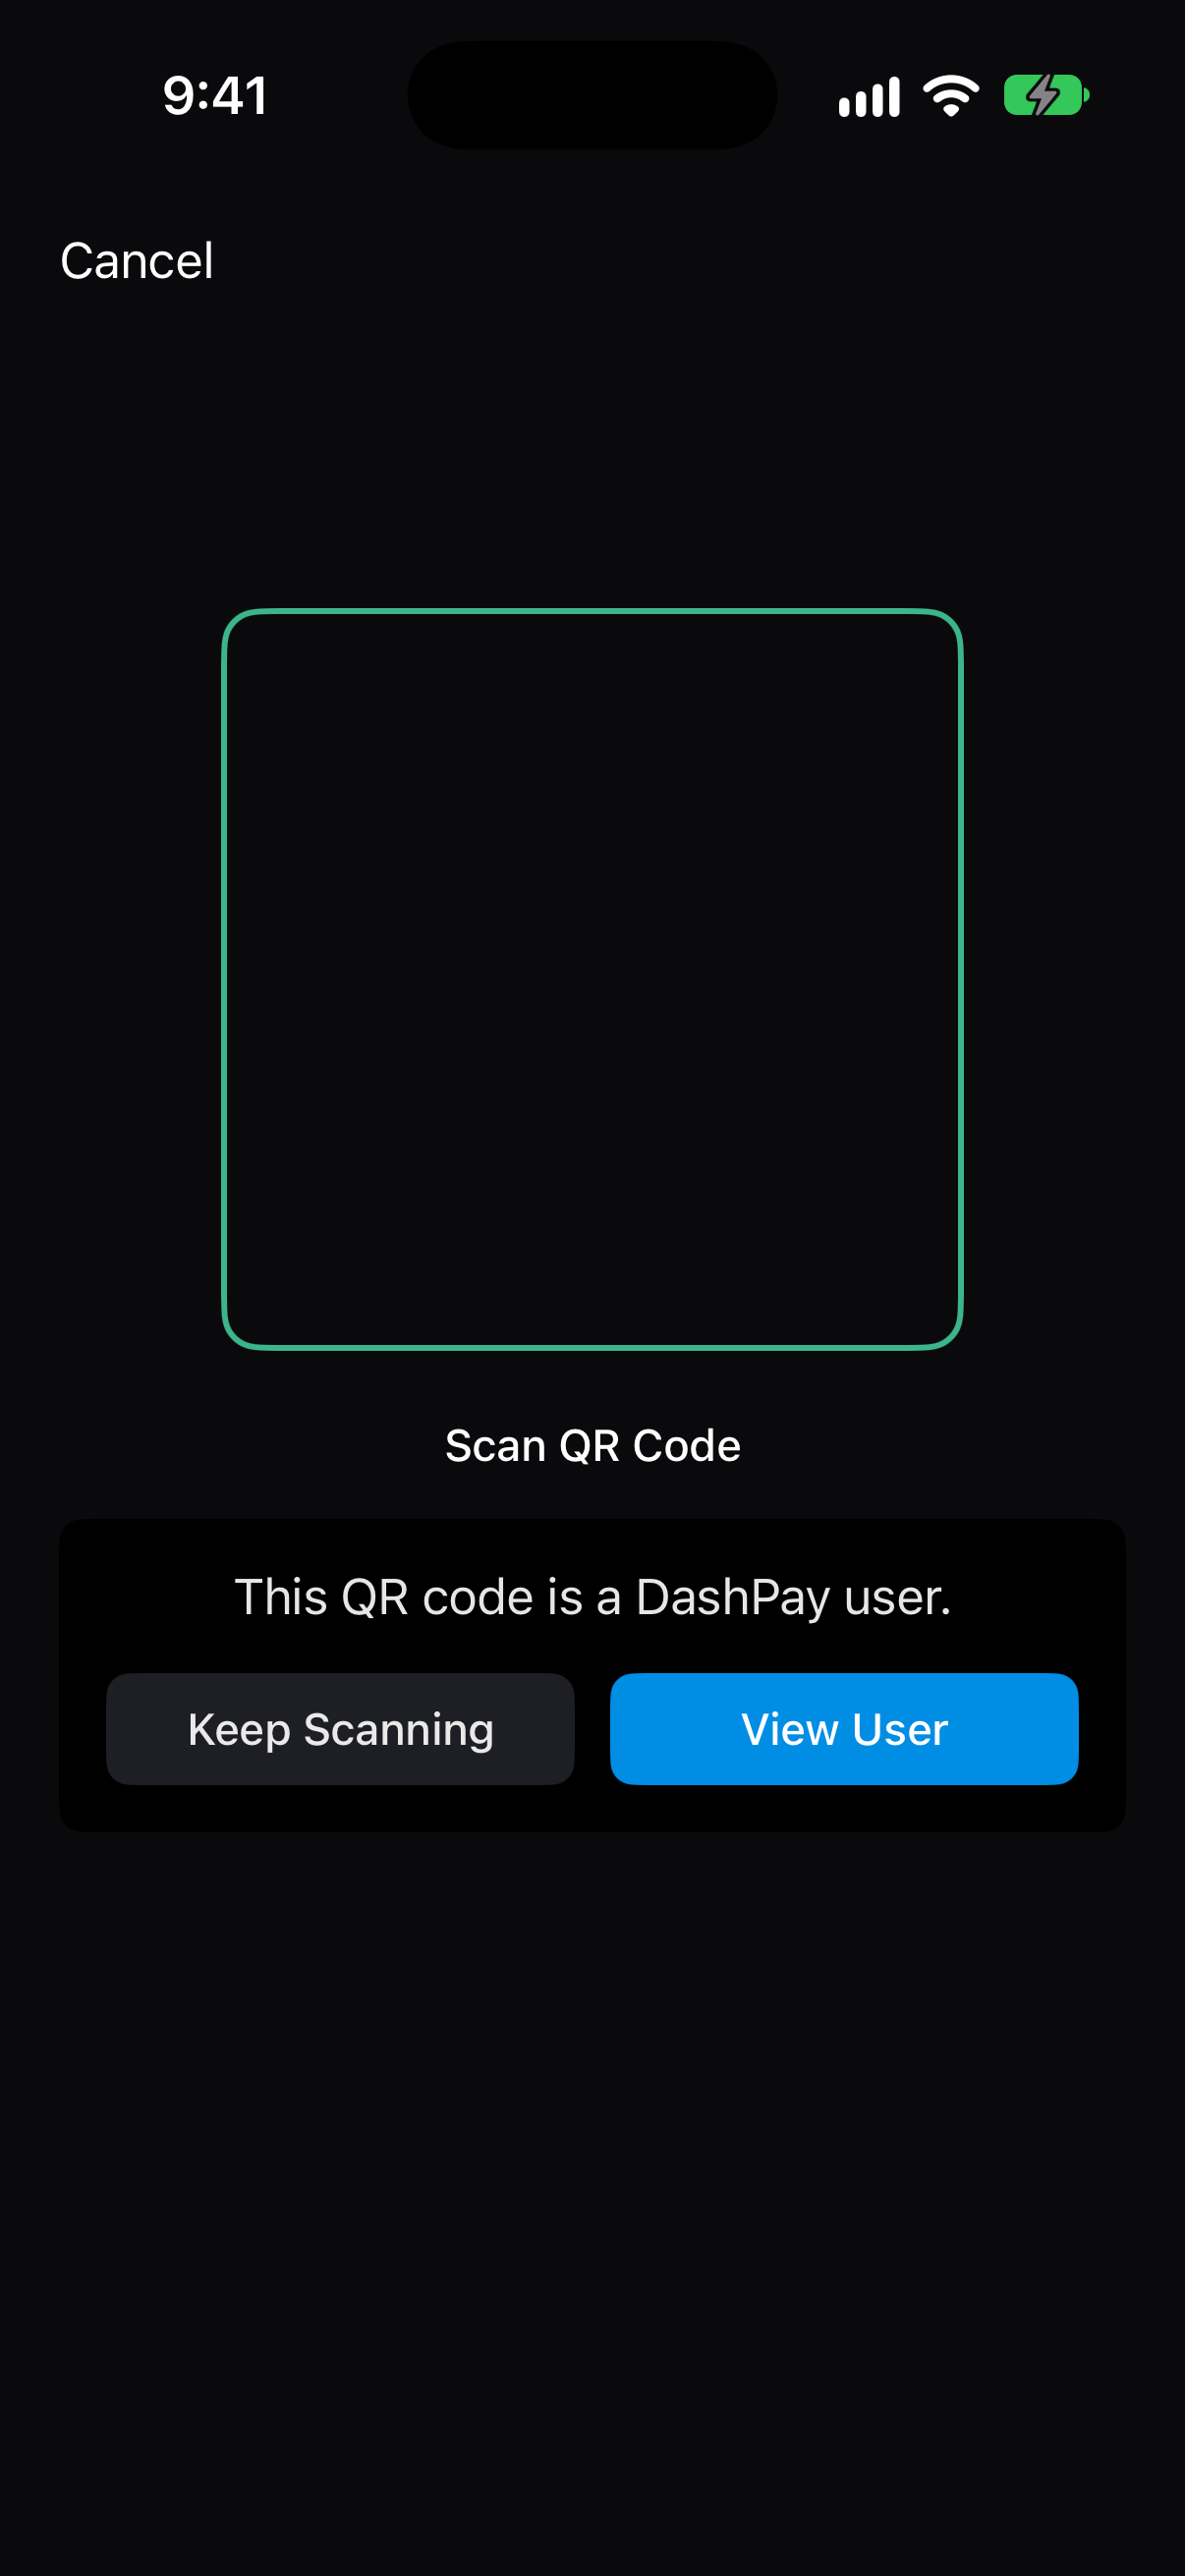 9:41
Cancel
Scan QR Code
This QR code is a DashPay user.
Keep Scanning
View User